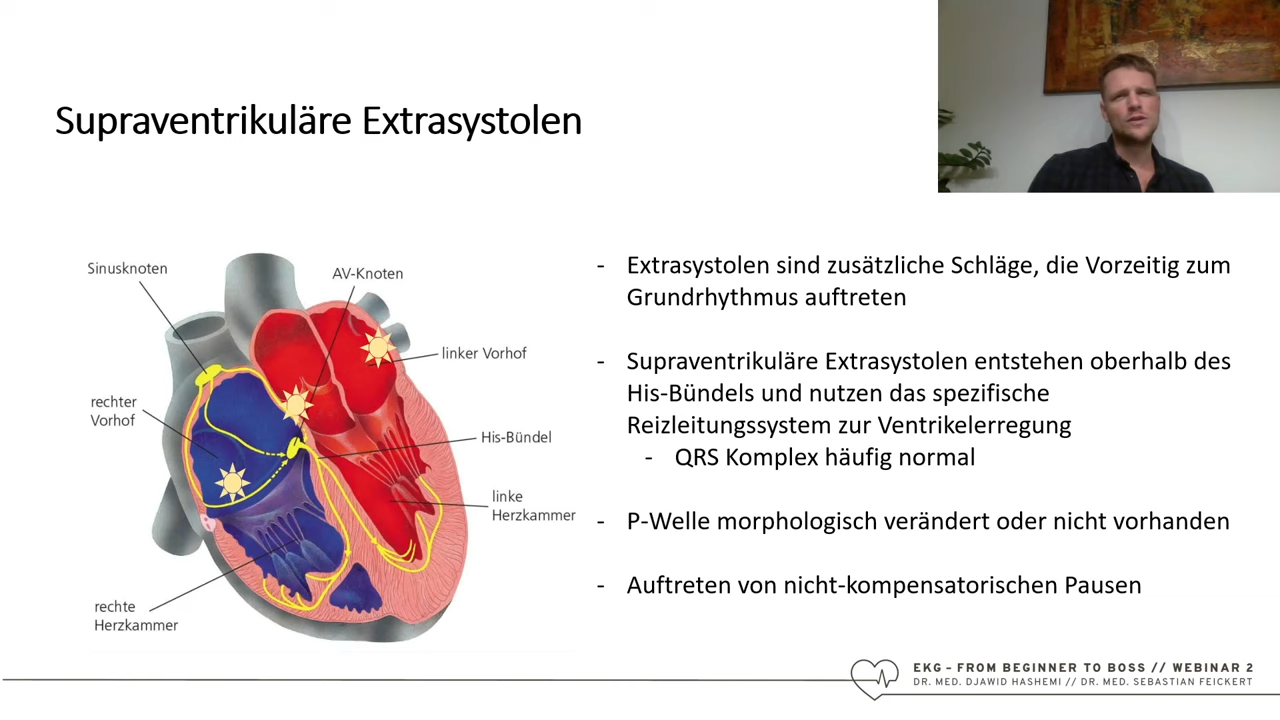 Supraventrikuläre Extrasystolen
Sinusknoten
AV-Knoten
linker Vorhof
rechter
Vorhof
His-Bündel
linke
Herzkammer
rechte
Herzkammer
- Extrasystolen sind zusätzliche Schläge, die Vorzeitig zum
Grundrhythmus auftreten
- Supraventrikuläre Extrasystolen entstehen oberhalb des
His-Bündels und nutzen das spezifische
Reizleitungssystem zur Ventrikelerregung
- QRS Komplex häufig normal
- P-Welle morphologisch verändert oder nicht vorhanden
- Auftreten von nicht-kompensatorischen Pausen
EKG – FROM BEGINNER TO BOSS // WEBINAR 2
DR. MED. DJAWID HASHEMI // DR. MED. SEBASTIAN FEICKERT